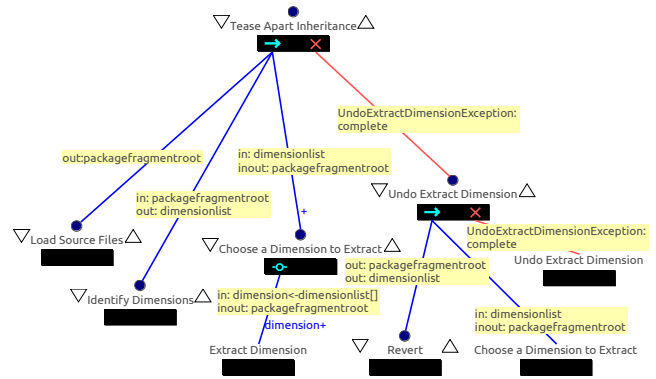 Tease Apart Inheritance
UndoExtractDimensionException:
complete
out:packagefragmentroot
in: dimensionlist
inout: packagefragmentroot
in: packagefragmentroot
out: dimensionlist
Undo Extract Dimension
+
Load Source Files
Choose a Dimension to Extract
UndoExtractDimensionException:
complete
out: packagefragmentroot
out: dimensionlist
Undo Extract Dimension
Identify Dimensions
in: dimension<-dimensionlist[]
inout: packagefragmentroot
dimension+
in: dimensionlist
inout: packagefragmentroot
Extract Dimension
Revert
Choose a Dimension to Extract